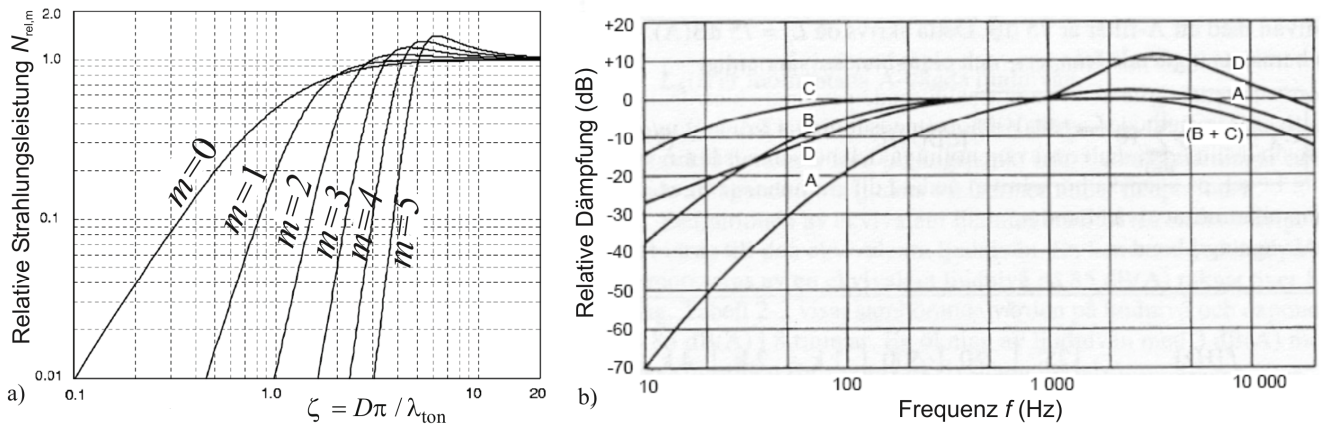 Relative Strahlungsleistung N_rel,m
2.0
1.0
0.1
0.01
m=0
m=1
m=2
m=3
m=4
m=5
0.1
1.0
10
20
a)
ζ = Dπ / λ_ton
Relative Dämpfung (dB)
+20
+10
0
-10
-20
-30
-40
-50
-60
-70
C
B
D
A
D
A
(B + C)
10
100
1 000
10 000
b)
Frequenz f (Hz)